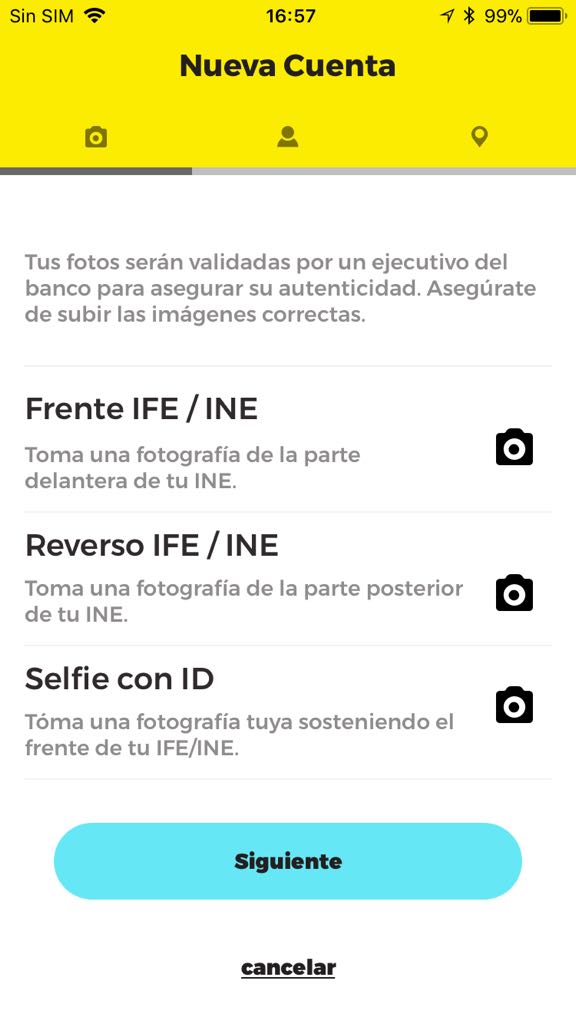 Sin SIM 16:57 99%
Nueva Cuenta
Tus fotos serán validadas por un ejecutivo del
banco para asegurar su autenticidad. Asegúrate
de subir las imágenes correctas.
Frente IFE / INE
Toma una fotografía de la parte
delantera de tu INE.
Reverso IFE / INE
Toma una fotografía de la parte posterior
de tu INE.
Selfie con ID
Tóma una fotografía tuya sosteniendo el
frente de tu IFE/INE.
Siguiente
cancelar